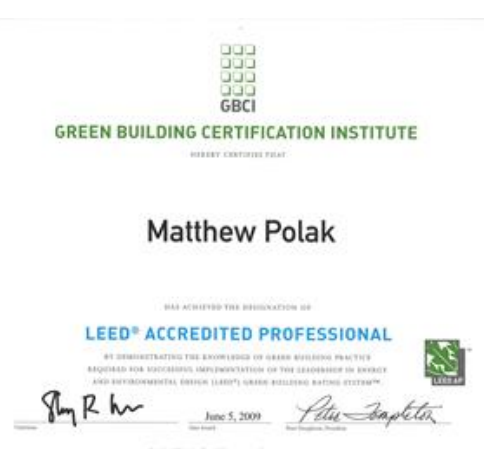 GBCI
GREEN BUILDING CERTIFICATION INSTITUTE
HEREBY CERTIFIES THAT
Matthew Polak
HAS ACHIEVED THE DESIGNATION OF
LEED® ACCREDITED PROFESSIONAL
BY DEMONSTRATING THE KNOWLEDGE OF GREEN BUILDING PRACTICE
REQUIRED FOR SUCCESSFUL IMPLEMENTATION OF THE LEADERSHIP IN ENERGY
AND ENVIRONMENTAL DESIGN (LEED®) GREEN BUILDING RATING SYSTEM™
LEED AP
June 5, 2009
Peter Templeton